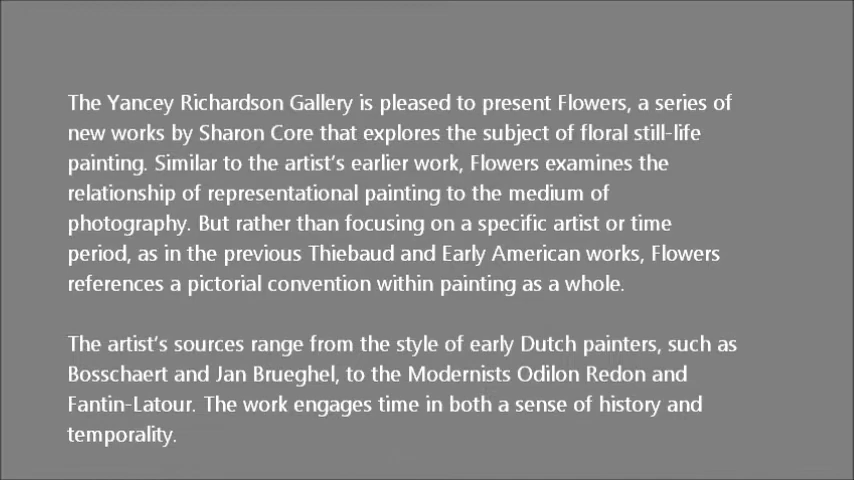 The Yancey Richardson Gallery is pleased to present Flowers, a series of
new works by Sharon Core that explores the subject of floral still-life
painting. Similar to the artist’s earlier work, Flowers examines the
relationship of representational painting to the medium of
photography. But rather than focusing on a specific artist or time
period, as in the previous Thiebaud and Early American works, Flowers
references a pictorial convention within painting as a whole.
The artist’s sources range from the style of early Dutch painters, such as
Bosschaert and Jan Brueghel, to the Modernists Odilon Redon and
Fantin-Latour. The work engages time in both a sense of history and
temporality.